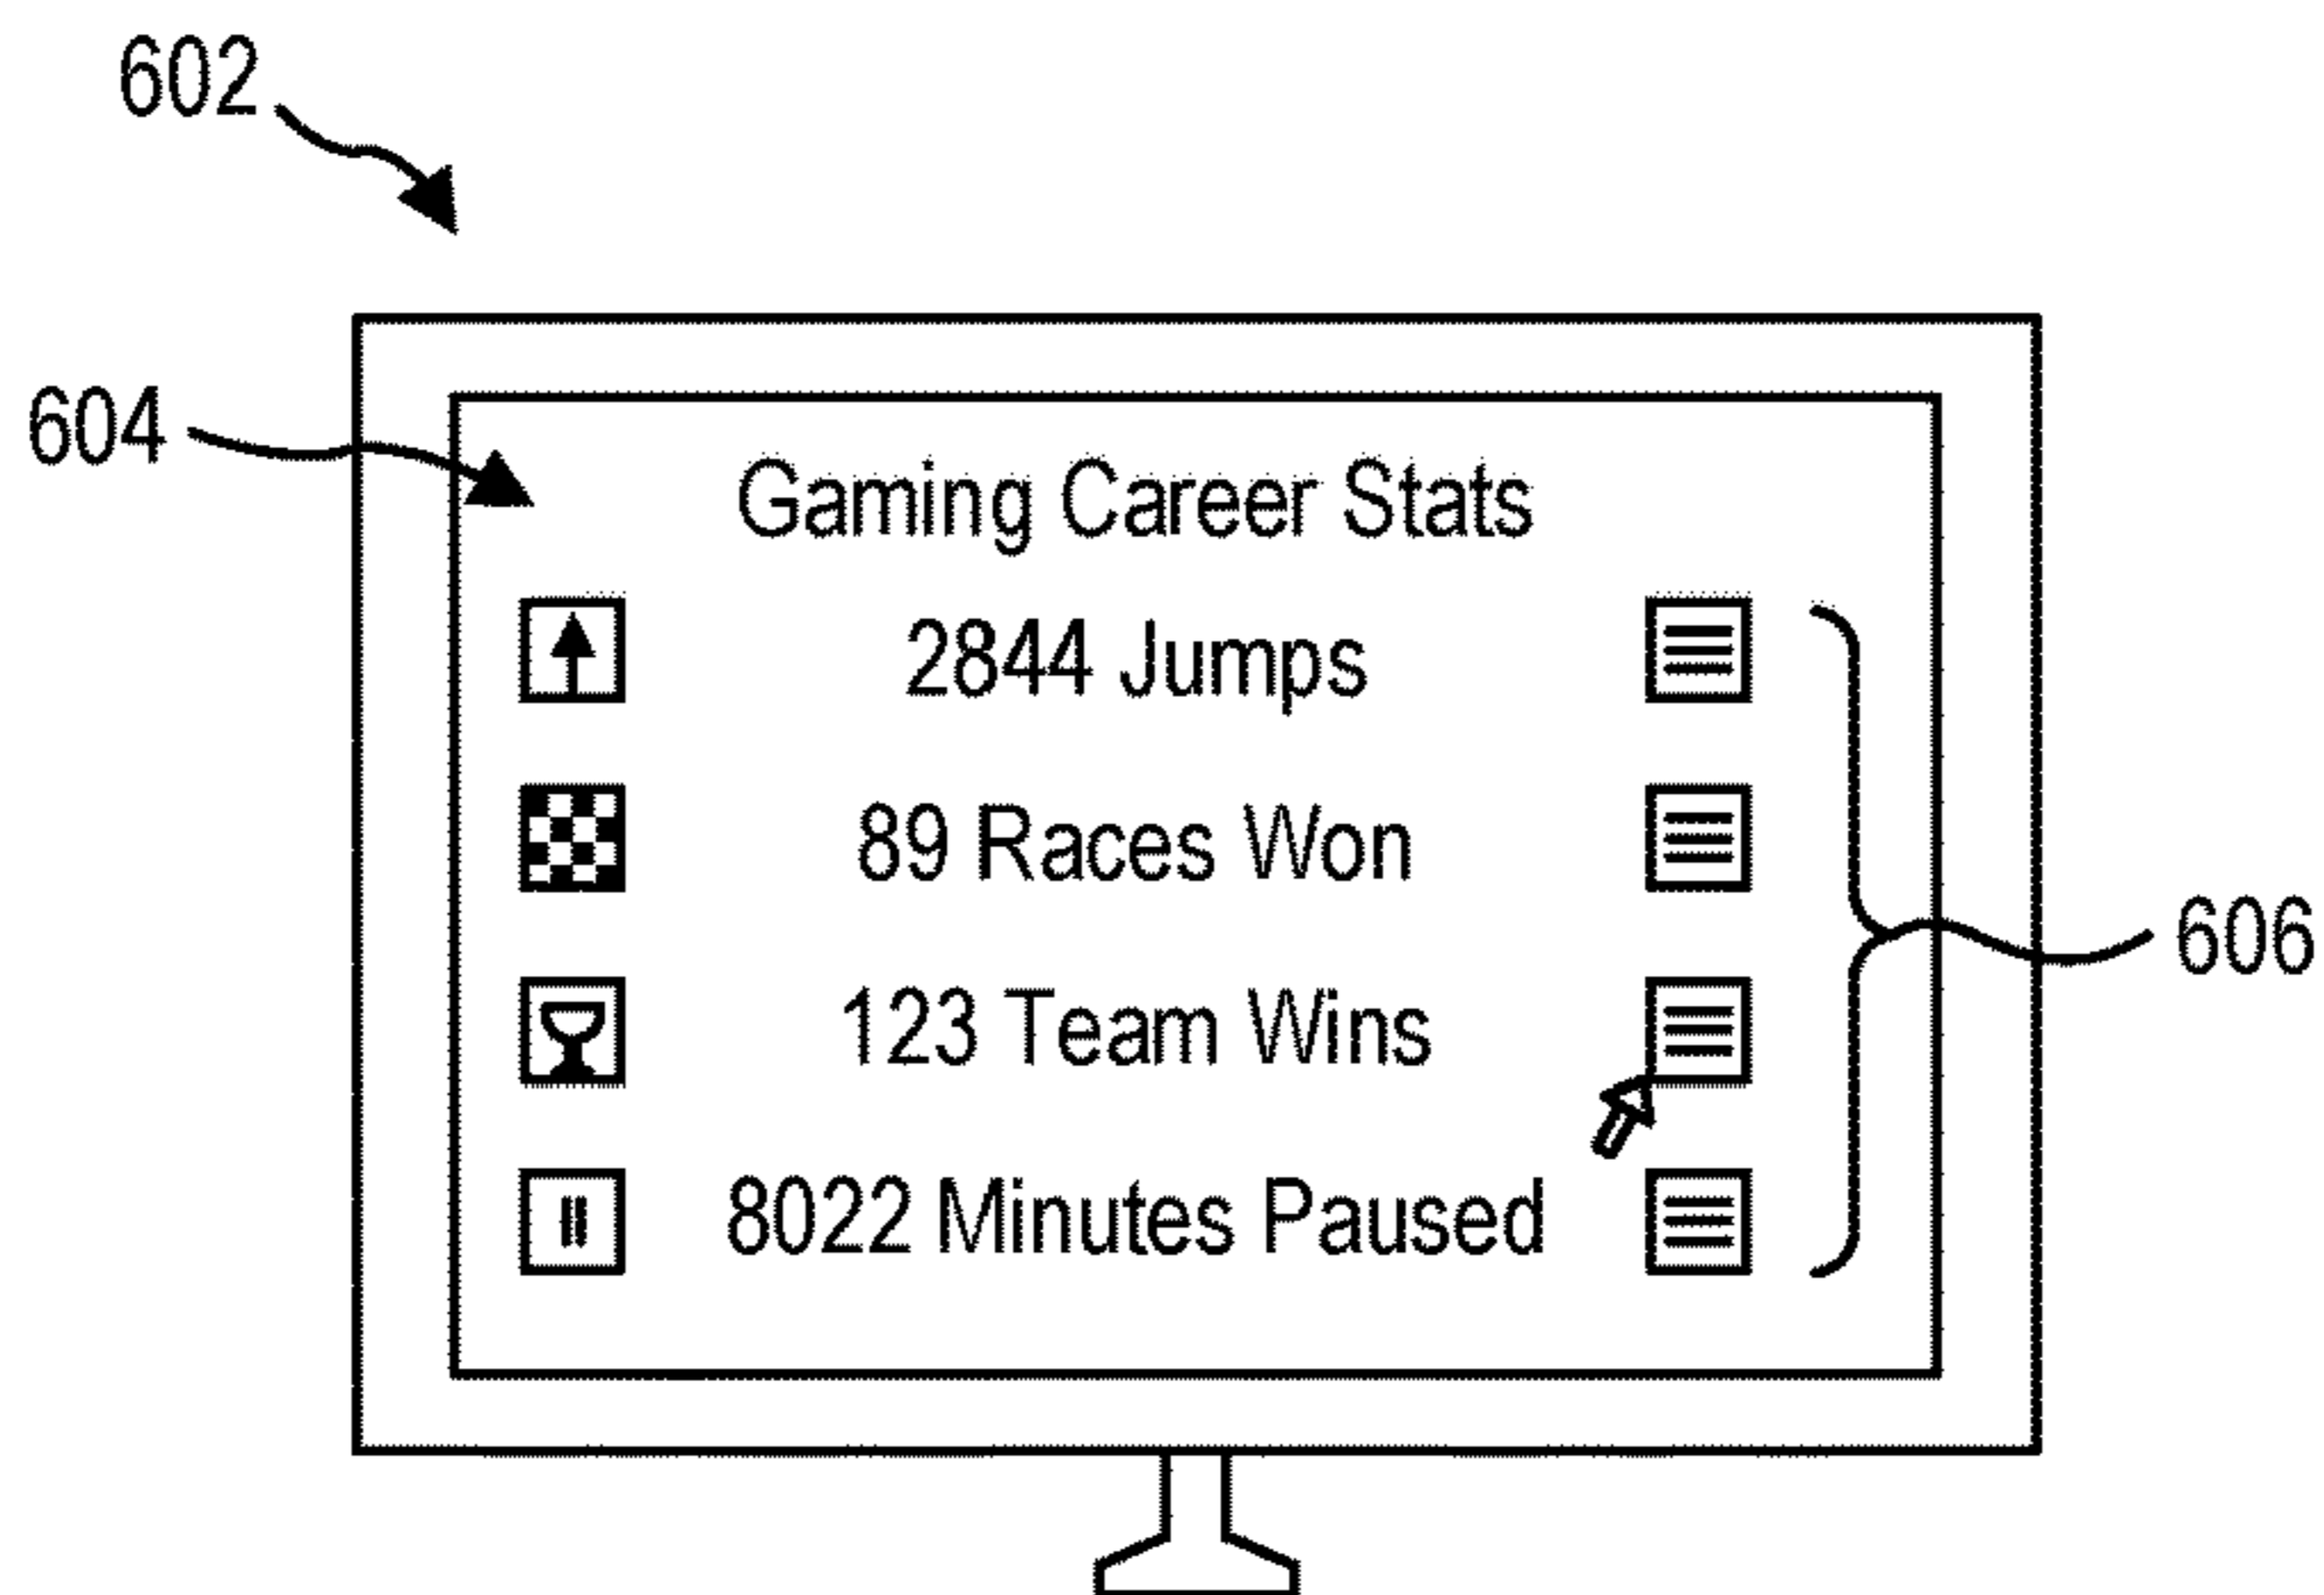 602
604
Gaming Career Stats
2844 Jumps
89 Races Won
606
123 Team Wins
8022 Minutes Paused